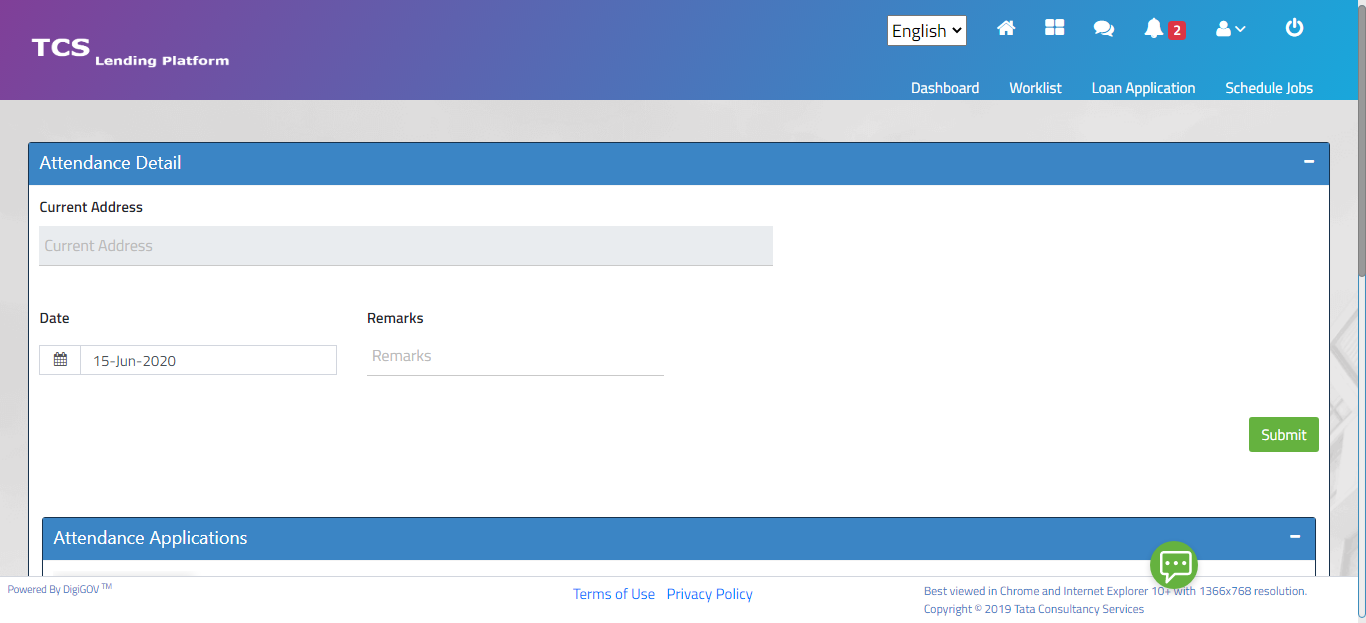 English
2
TCS Lending Platform
Dashboard Worklist Loan Application Schedule Jobs
Attendance Detail
Current Address
Current Address
Date Remarks
15-Jun-2020 Remarks
Submit
Attendance Applications
Powered By DigiGOV TM
Terms of Use Privacy Policy
Best viewed in Chrome and Internet Explorer 10+ with 1366x768 resolution.
Copyright © 2019 Tata Consultancy Services